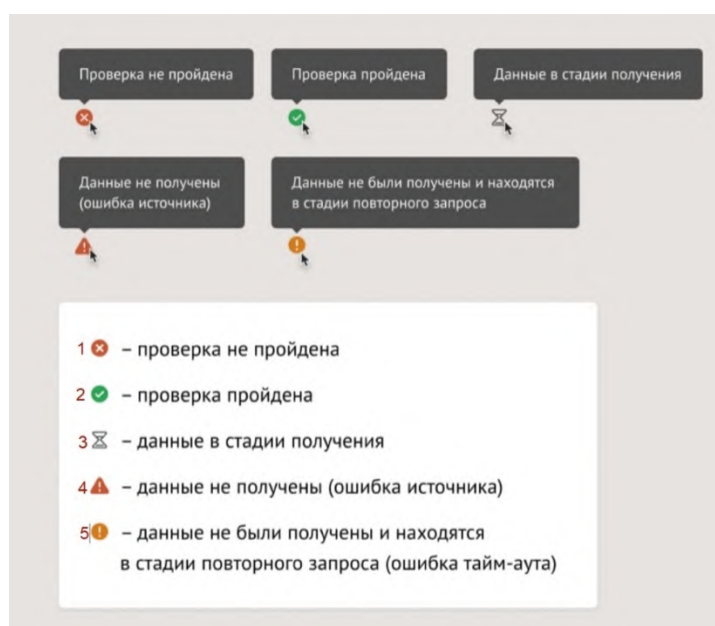 Проверка не пройдена
Проверка пройдена
Данные в стадии получения
Данные не получены
(ошибка источника)
Данные не были получены и находятся
в стадии повторного запроса
1 – проверка не пройдена
2 – проверка пройдена
3 – данные в стадии получения
4 – данные не получены (ошибка источника)
5 – данные не были получены и находятся
в стадии повторного запроса (ошибка тайм-аута)